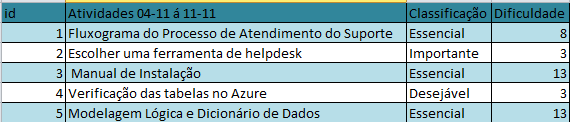 id Atividades 04-11 á 11-11 Classificação Dificuldade
1 Fluxograma do Processo de Atendimento do Suporte Essencial 8
2 Escolher uma ferramenta de helpdesk Importante 3
3 Manual de Instalação Essencial 13
4 Verificação das tabelas no Azure Desejável 3
5 Modelagem Lógica e Dicionário de Dados Essencial 13